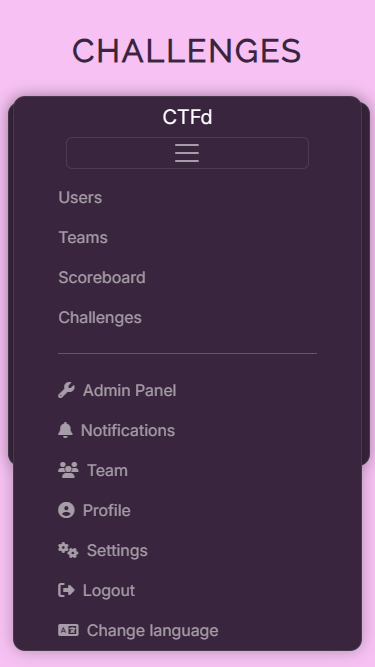 CHALLENGES
CTFd
Users
Teams
Scoreboard
Challenges
Admin Panel
Notifications
Team
Profile
Settings
Logout
Change language